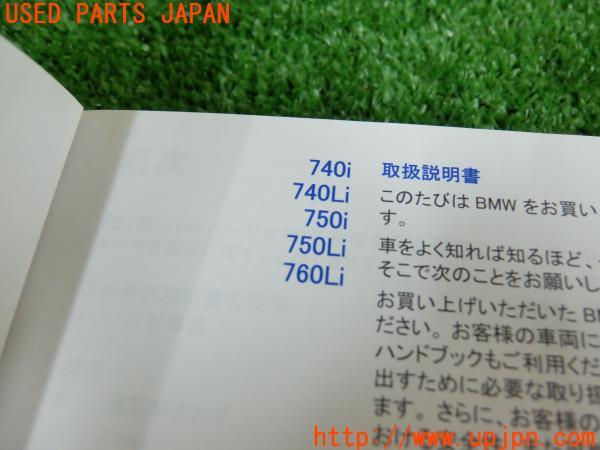 USED PARTS JAPAN
740i
740Li
750i
750Li
760Li
取扱説明書
このたびは BMW をお買い
す。
車をよく知れば知るほど、
そこで次のことをお願いし
お買い上げいただいた BM
ださい。お客様の車両に
ハンドブックもご利用くだ
出すために必要な取り扱
ます。さらに、お客様の
目次
http://www.upjpn.com/